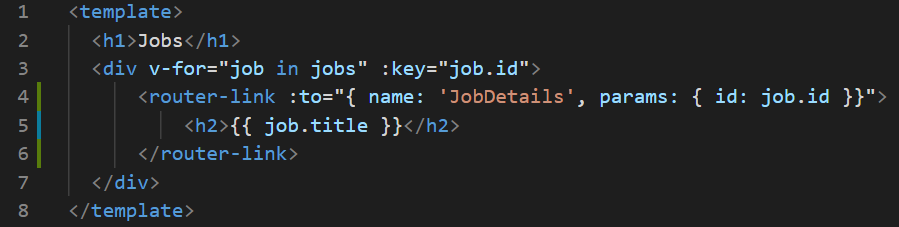 1 <template>
2 <h1>Jobs</h1>
3 <div v-for="job in jobs" :key="job.id">
4 <router-link :to="{ name: 'JobDetails', params: { id: job.id }}">
5 <h2>{{ job.title }}</h2>
6 </router-link>
7 </div>
8 </template>